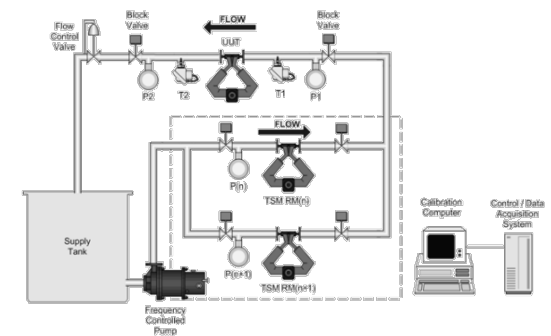 Flow
Control
Valve
Block
Valve
FLOW
Block
Valve
UUT
P2
T2
T1
P1
FLOW
P(n)
TSM RM(n)
P(n+1)
TSM RM(n+1)
Supply
Tank
Frequency
Controlled
Pump
Calibration
Computer
Control / Data
Acquisition
System